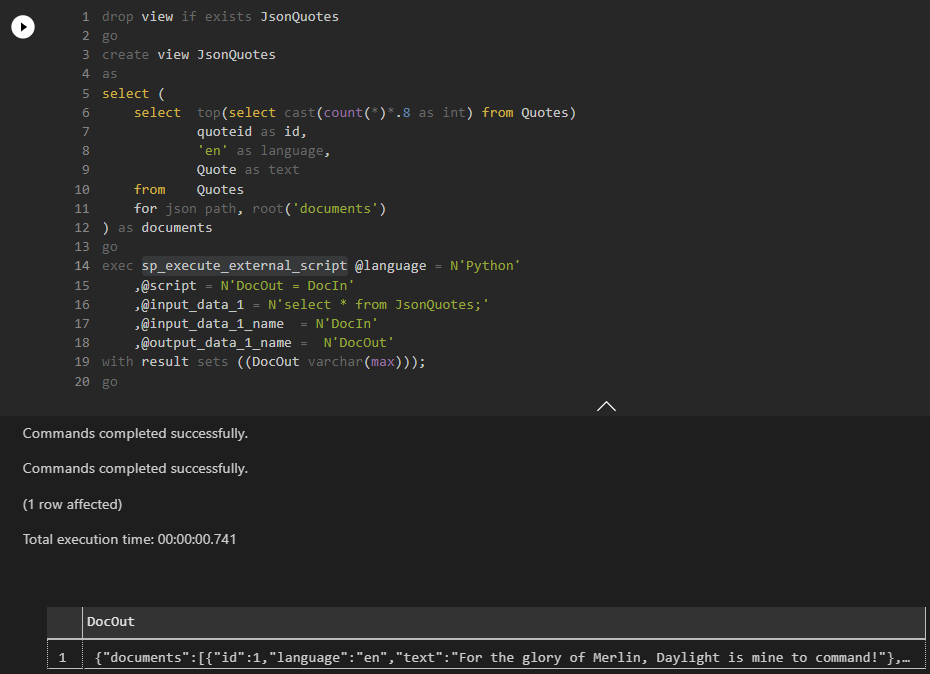 1 drop view if exists JsonQuotes
2 go
3 create view JsonQuotes
4 as
5 select (
6     select  top(select cast(count(*)*.8 as int) from Quotes)
7             quoteid as id,
8             'en' as language,
9             Quote as text
10     from    Quotes
11     for json path, root('documents')
12 ) as documents
13 go
14 exec sp_execute_external_script @language = N'Python'
15     ,@script = N'DocOut = DocIn'
16     ,@input_data_1 = N'select * from JsonQuotes;'
17     ,@input_data_1_name  = N'DocIn'
18     ,@output_data_1_name =  N'DocOut'
19 with result sets ((DocOut varchar(max)));
20 go
Commands completed successfully.
Commands completed successfully.
(1 row affected)
Total execution time: 00:00:00.741
DocOut
1 {"documents":[{"id":1,"language":"en","text":"For the glory of Merlin, Daylight is mine to command!"},…